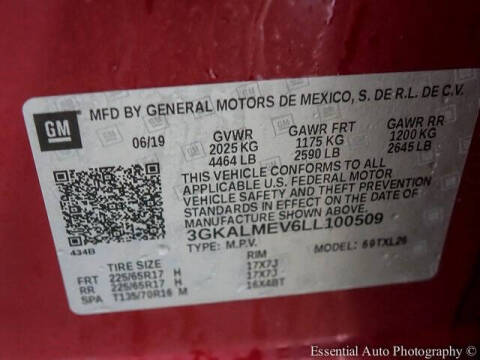 MFD BY GENERAL MOTORS DE MEXICO, S. DE R.L. DE C.V.
GM
06/19
GVWR GAWR FRT GAWR RR
2025 KG 1175 KG 1200 KG
4464 LB 2590 LB 2645 LB
THIS VEHICLE CONFORMS TO ALL
APPLICABLE U.S. FEDERAL MOTOR
VEHICLE SAFETY AND THEFT PREVENTION
STANDARDS IN EFFECT ON THE DATE OF
MANUFACTURE SHOWN ABOVE.
3GKALMEV6LL100509
434B
TYPE: M.P.V. MODEL: 69TXL26
TIRE SIZE RIM
FRT 225/65R17 H 17X7J
RR 225/65R17 H 17X7J
SPA T135/70R16 M 16X4BT
Essential Auto Photography © 2023